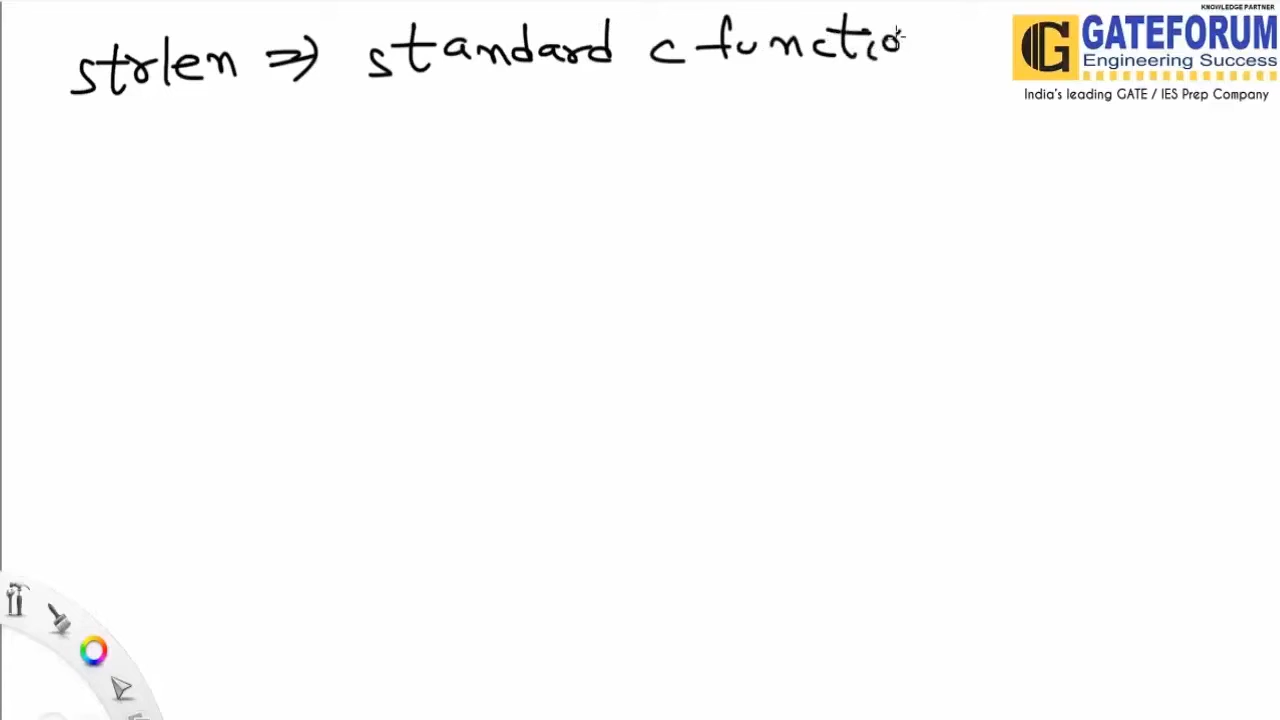 strlen ⇒ standard c functio
KNOWLEDGE PARTNER
GATEFORUM
Engineering Success
India's leading GATE / IES Prep Company